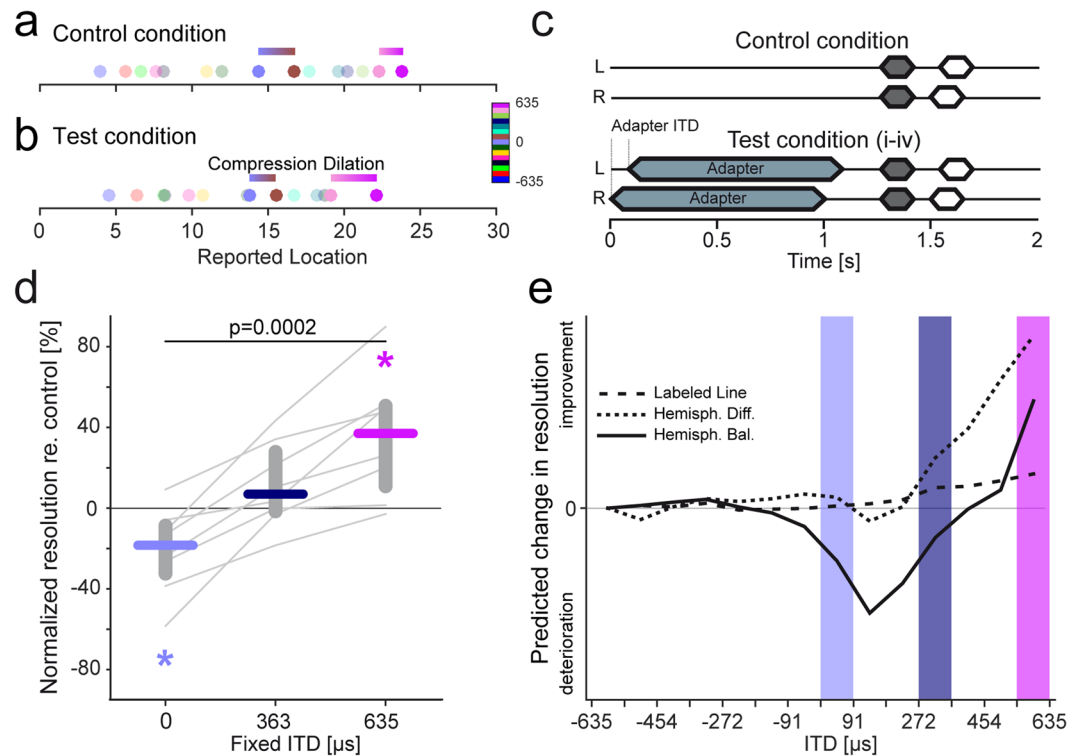 a
Control condition
635
0
-635
b
Test condition
Compression Dilation
0
5
10
15
20
25
30
Reported Location
c
Control condition
L
R
Adapter ITD
Test condition (i-iv)
L
Adapter
R
Adapter
0
0.5
1
1.5
2
Time [s]
d
Normalized resolution re. control [%]
80
40
0
-40
-80
p=0.0002
*
*
0
363
635
Fixed ITD [µs]
e
Predicted change in resolution
improvement
0
deterioration
Labeled Line
Hemisph. Diff.
Hemisph. Bal.
-635
-454
-272
-91
91
272
454
635
ITD [µs]